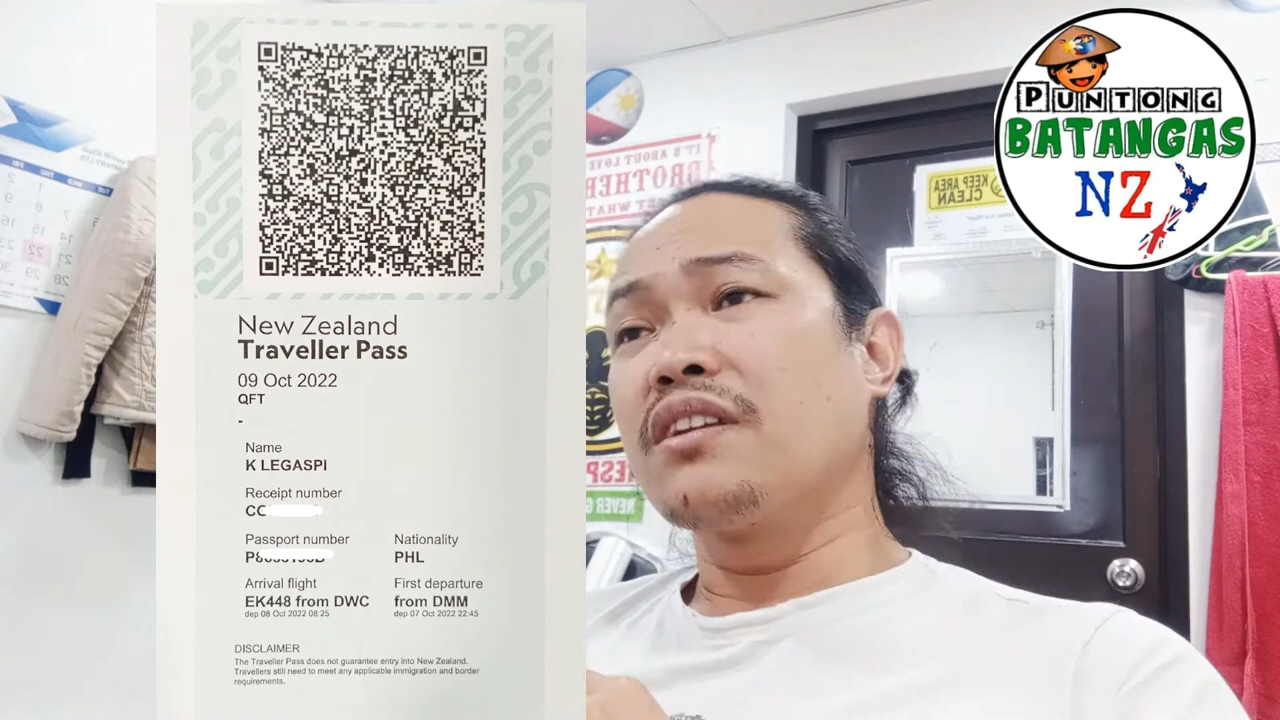 New Zealand
Traveller Pass
09 Oct 2022
QFT
-
Name
K LEGASPI
Receipt number
Passport number
Nationality
PHL
Arrival flight
First departure
EK448 from DWC
from DMM
dep 08 Oct 2022 08:25
dep 07 Oct 2022 22:45
DISCLAIMER
The Traveller Pass does not guarantee entry into New Zealand.
Travellers still need to meet any applicable immigration and border
requirements.
IT'S ABOUT LOVE
BROTHER
KEEP AREA
CLEAN
PUNTONG
BATANGAS
NZ